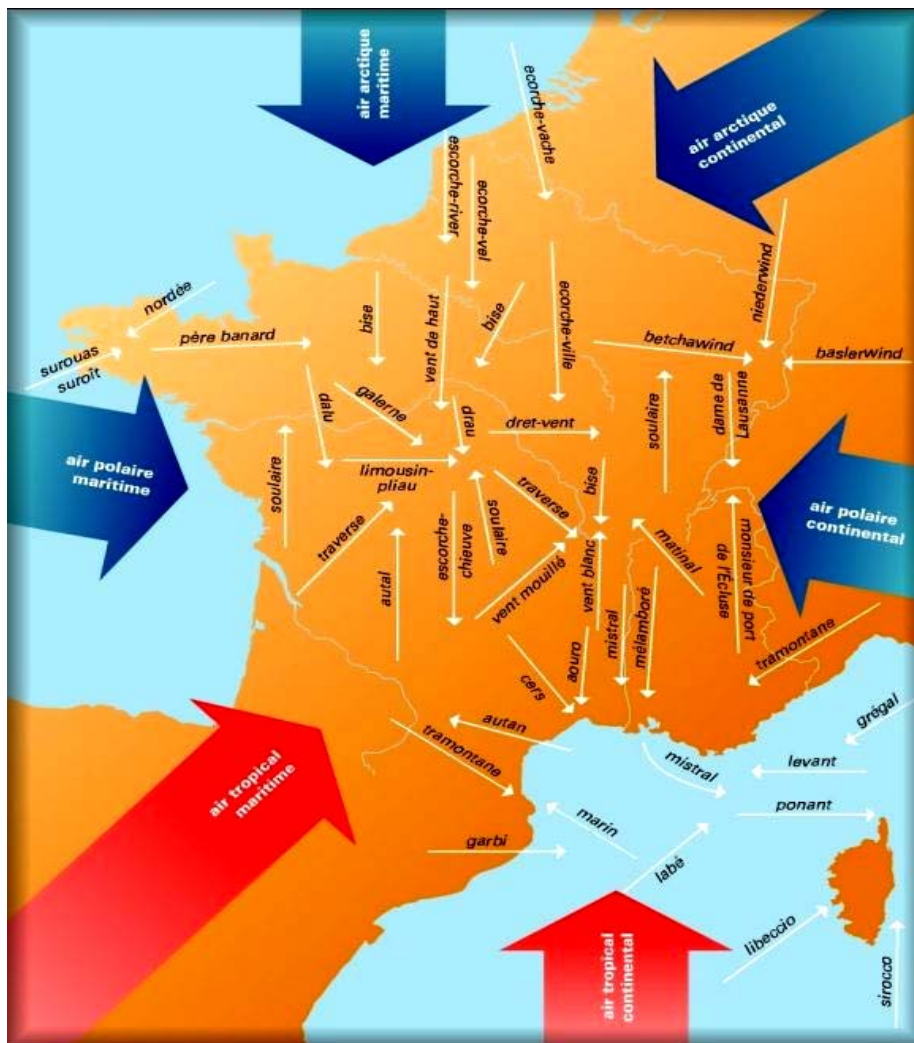 air arctique
maritime
ecorche-vache
air arctique
continental
escorche-river
ecorche-vel
nordée
bise
vent de haut
bise
ecorche-ville
niederwind
père banard
betchawind
baslerwind
surouas
suroît
dalu
galerne
drau
dret-vent
soulaire
dame de
Lausanne
air polaire
maritime
soulaire
limousin-
pliau
traverse
bise
air polaire
continental
traverse
autal
escorche-
chieuve
soulaire
vent mouillé
vent blanc
matinal
monsieur de port
de l'Écluse
mistral
mélamboré
tramontane
cers
aouro
autan
tramontane
grégal
mistral
levant
air tropical
maritime
ponant
garbi
marin
labé
libeccio
air tropical
continental
sirocco